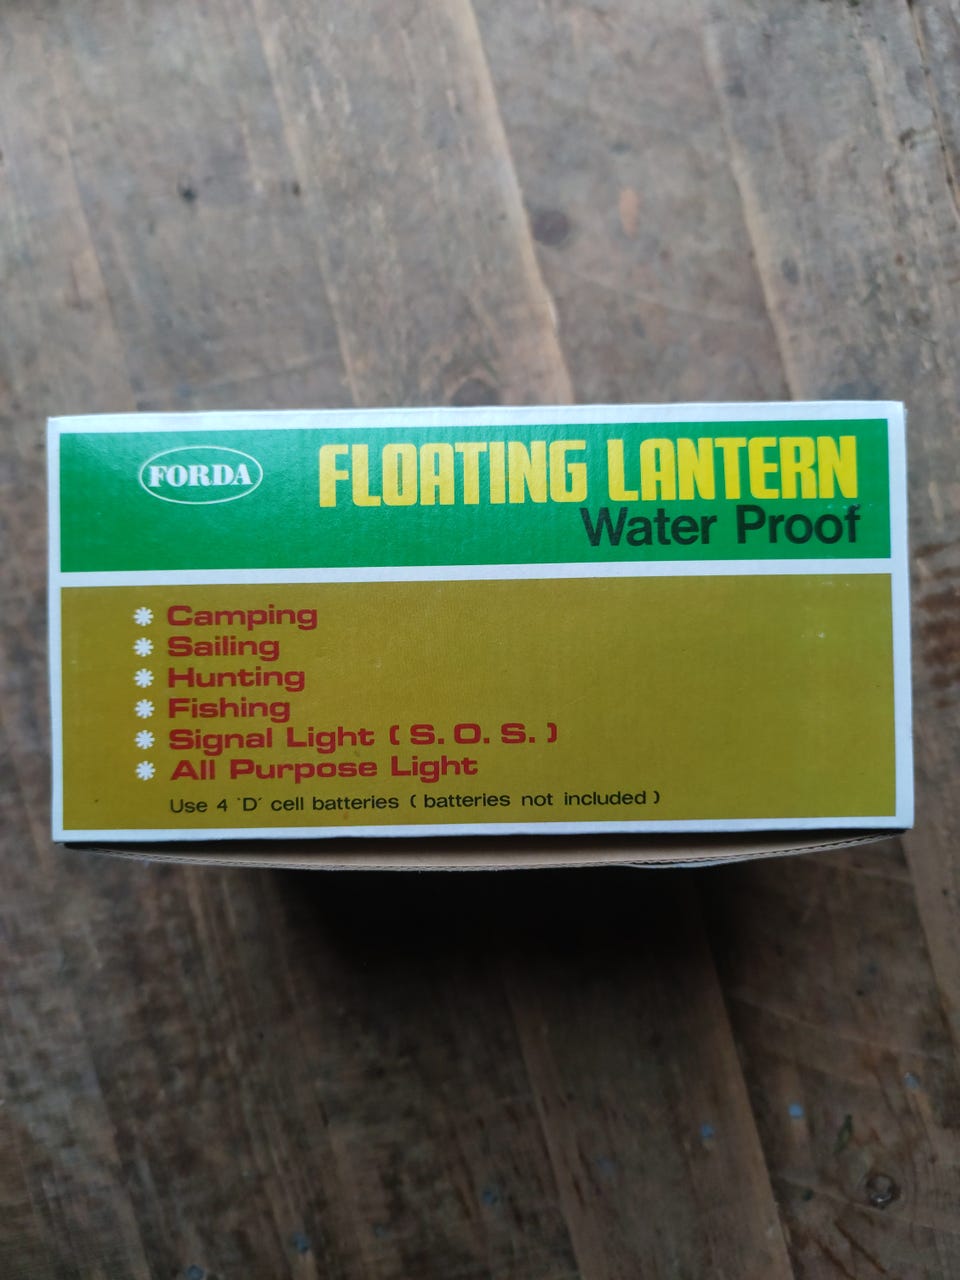 FORDA
FLOATING LANTERN
Water Proof
* Camping
* Sailing
* Hunting
* Fishing
* Signal Light ( S. O. S. )
* All Purpose Light
Use 4 'D' cell batteries ( batteries not included )